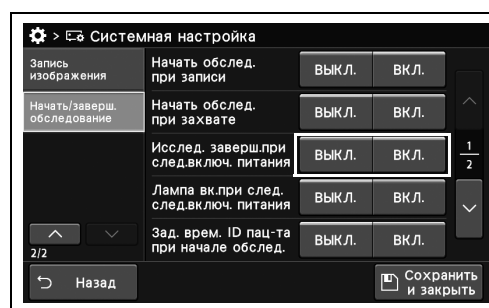 > Системная настройка
Запись
изображения
Начать/заверш.
обследование
2/2
Начать обслед.
при записи
ВЫКЛ.
ВКЛ.
Начать обслед.
при захвате
ВЫКЛ.
ВКЛ.
Исслед. заверш.при
след.включ. питания
ВЫКЛ.
ВКЛ.
Лампа вк.при след.
след.включ. питания
ВЫКЛ.
ВКЛ.
Зад. врем. ID пац-та
при начале обслед.
ВЫКЛ.
ВКЛ.
1
2
Назад
Сохранить
и закрыть